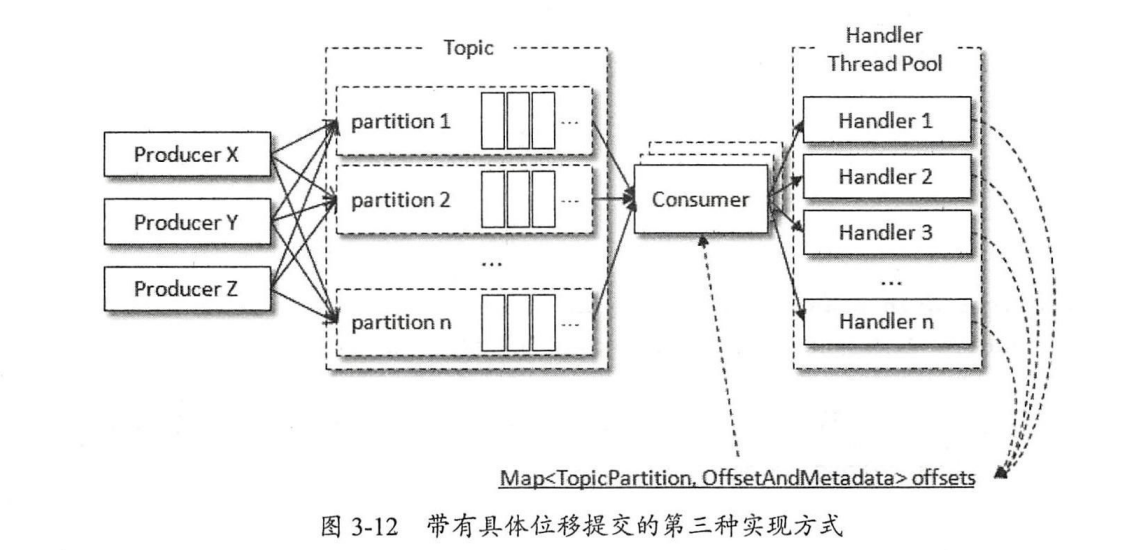 Topic
Handler
Thread Pool
Producer X
Producer Y
Producer Z
partition 1
...
partition 2
...
...
partition n
...
Consumer
Handler 1
Handler 2
Handler 3
...
Handler n
Map<TopicPartition, OffsetAndMetadata> offsets
图 3-12 带有具体位移提交的第三种实现方式